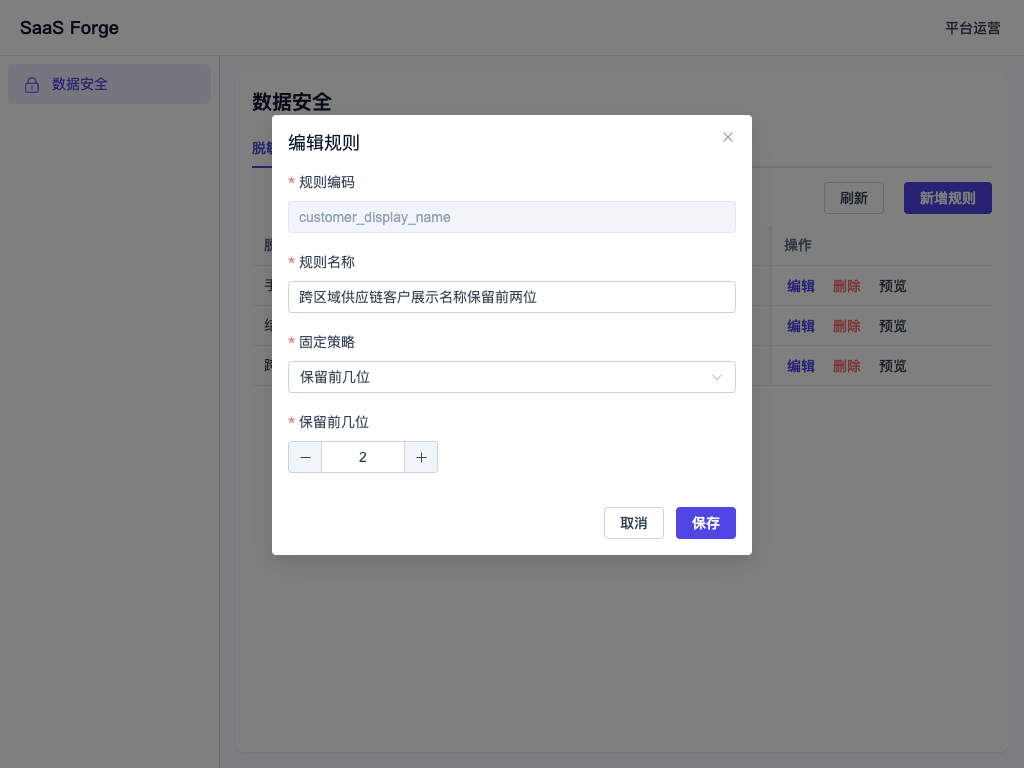 SaaS Forge
平台运营
数据安全
数据安全
编辑规则
* 规则编码
customer_display_name
* 规则名称
跨区域供应链客户展示名称保留前两位
* 固定策略
保留前几位
* 保留前几位
2
取消
保存
刷新
新增规则
操作
编辑 删除 预览
编辑 删除 预览
编辑 删除 预览